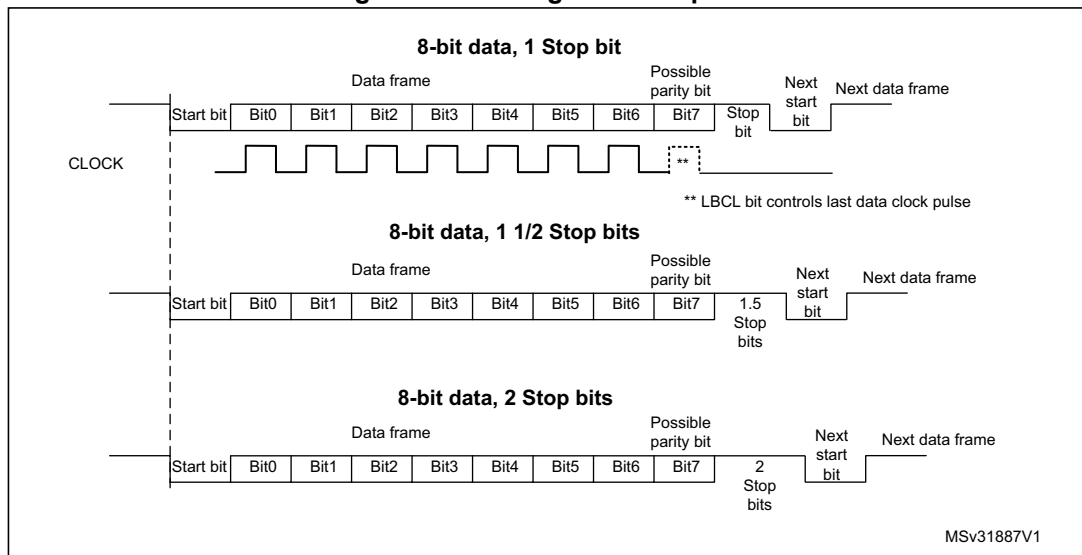 8-bit data, 1 Stop bit
Data frame
Possible
parity bit
Next
start
bit
Next data frame
Start bit Bit0 Bit1 Bit2 Bit3 Bit4 Bit5 Bit6 Bit7 Stop
bit
CLOCK
**
** LBCL bit controls last data clock pulse
8-bit data, 1 1/2 Stop bits
Data frame
Possible
parity bit
Next
start
bit
Next data frame
Start bit Bit0 Bit1 Bit2 Bit3 Bit4 Bit5 Bit6 Bit7 1.5
Stop
bits
8-bit data, 2 Stop bits
Data frame
Possible
parity bit
Next
start
bit
Next data frame
Start bit Bit0 Bit1 Bit2 Bit3 Bit4 Bit5 Bit6 Bit7 2
Stop
bits
MSv31887V1